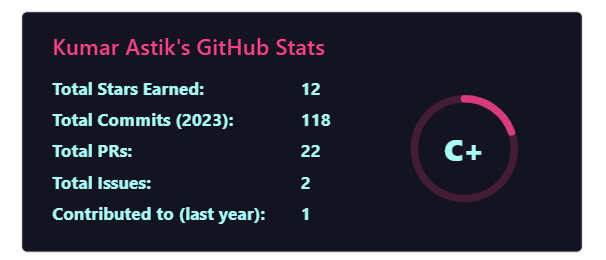 Kumar Astik's GitHub Stats
Total Stars Earned: 12
Total Commits (2023): 118
Total PRs: 22
Total Issues: 2
Contributed to (last year): 1
C+